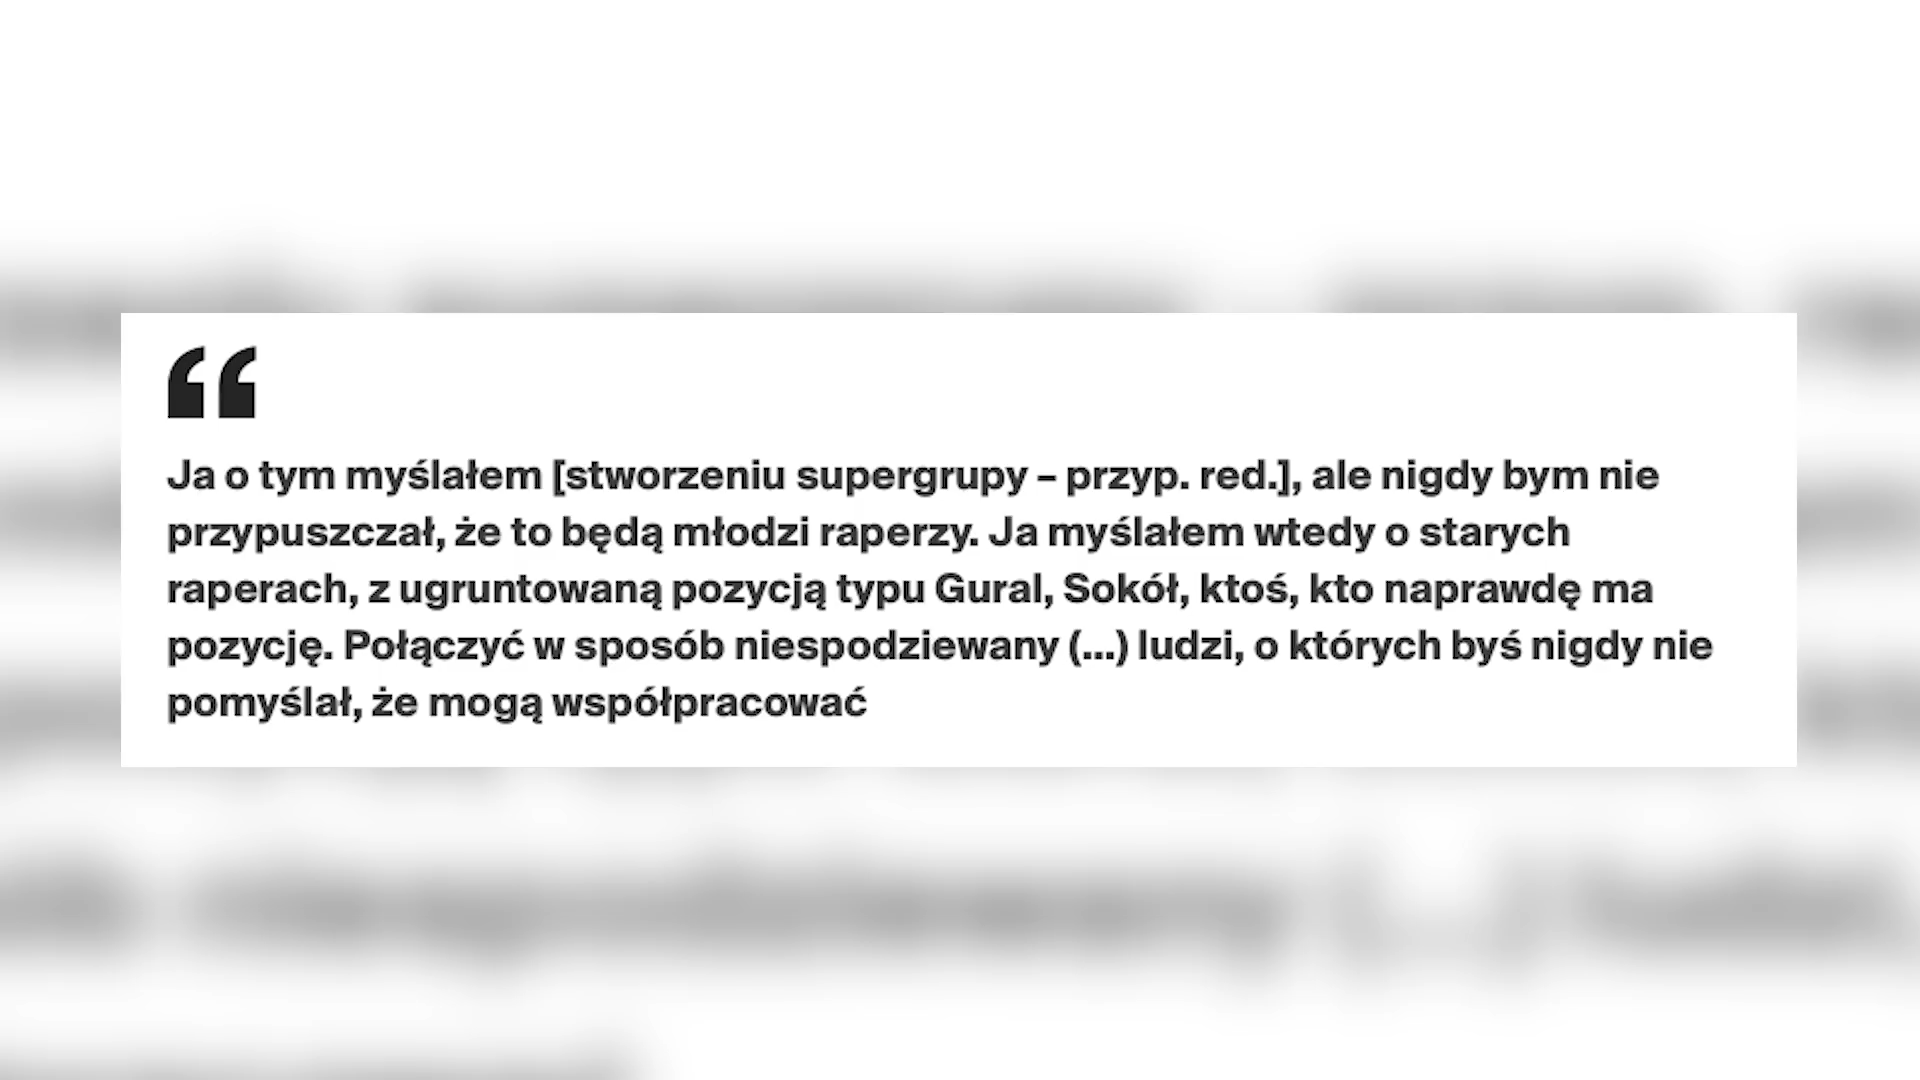 “
Ja o tym myślałem [stworzeniu supergrupy – przyp. red.], ale nigdy bym nie
przypuszczał, że to będą młodzi raperzy. Ja myślałem wtedy o starych
raperach, z ugruntowaną pozycją typu Gural, Sokół, ktoś, kto naprawdę ma
pozycję. Połączyć w sposób niespodziewany (...) ludzi, o których byś nigdy nie
pomyślał, że mogą współpracować